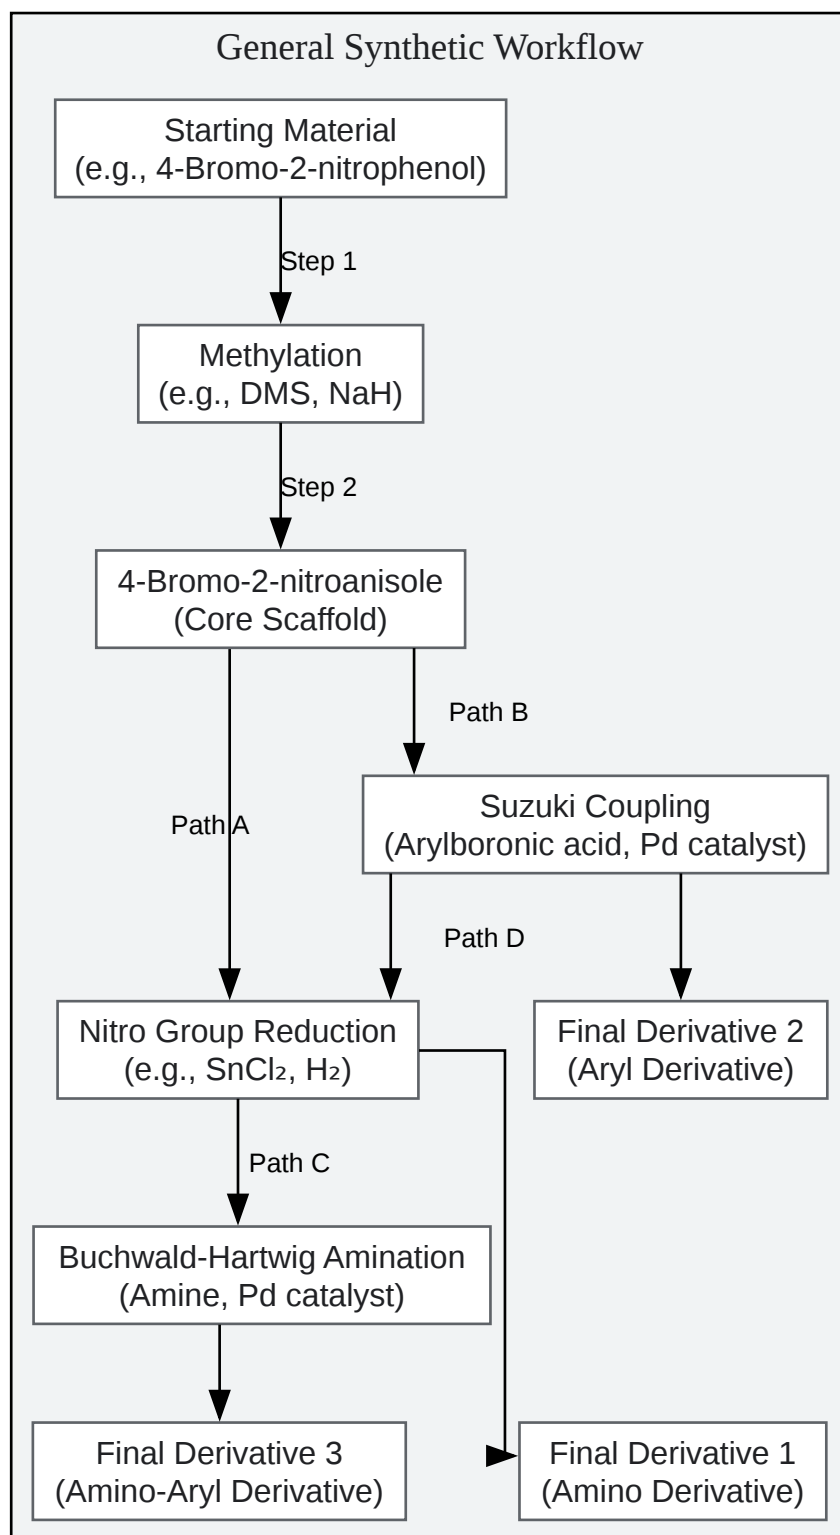 General Synthetic Workflow
Starting Material
(e.g., 4-Bromo-2-nitrophenol)
Step 1
Methylation
(e.g., DMS, NaH)
Step 2
4-Bromo-2-nitroanisole
(Core Scaffold)
Path B
Suzuki Coupling
(Arylboronic acid, Pd catalyst)
Path A
Path D
Nitro Group Reduction
(e.g., SnCl₂, H₂)
Final Derivative 2
(Aryl Derivative)
Path C
Buchwald-Hartwig Amination
(Amine, Pd catalyst)
Final Derivative 3
(Amino-Aryl Derivative)
Final Derivative 1
(Amino Derivative)